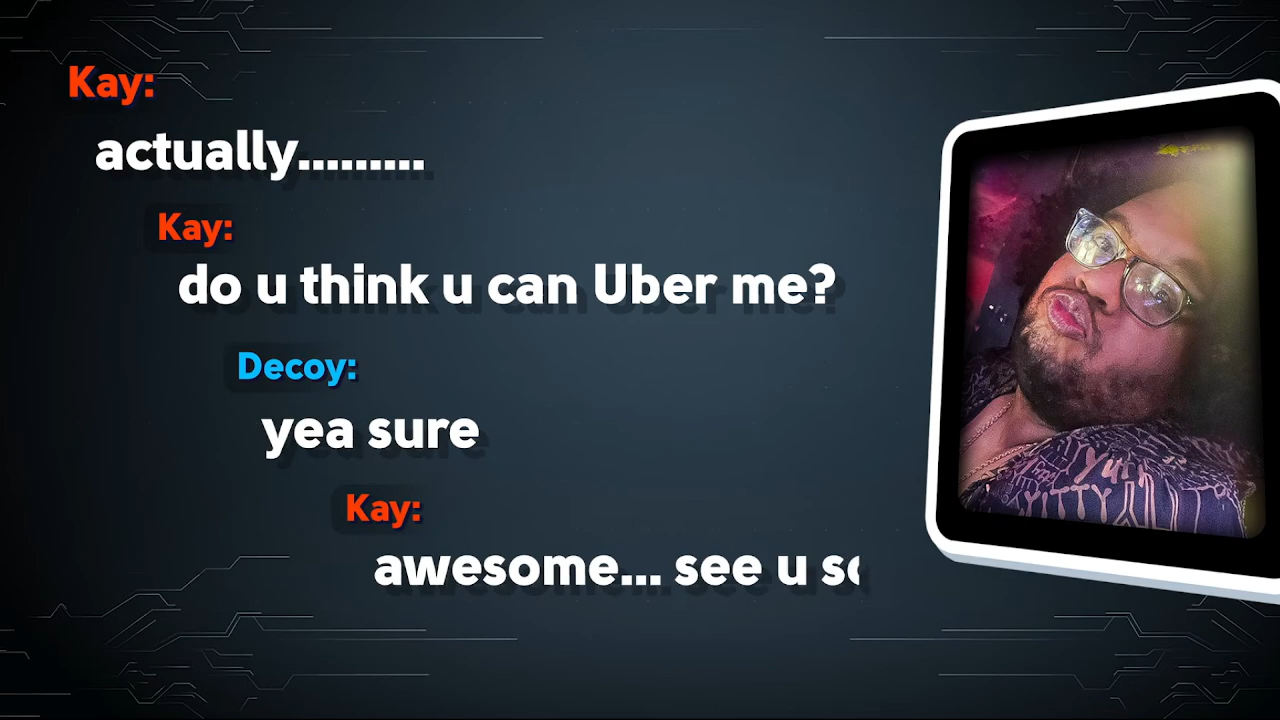 Kay:
actually.........
Kay:
do u think u can Uber me?
Decoy:
yea sure
Kay:
awesome... see u